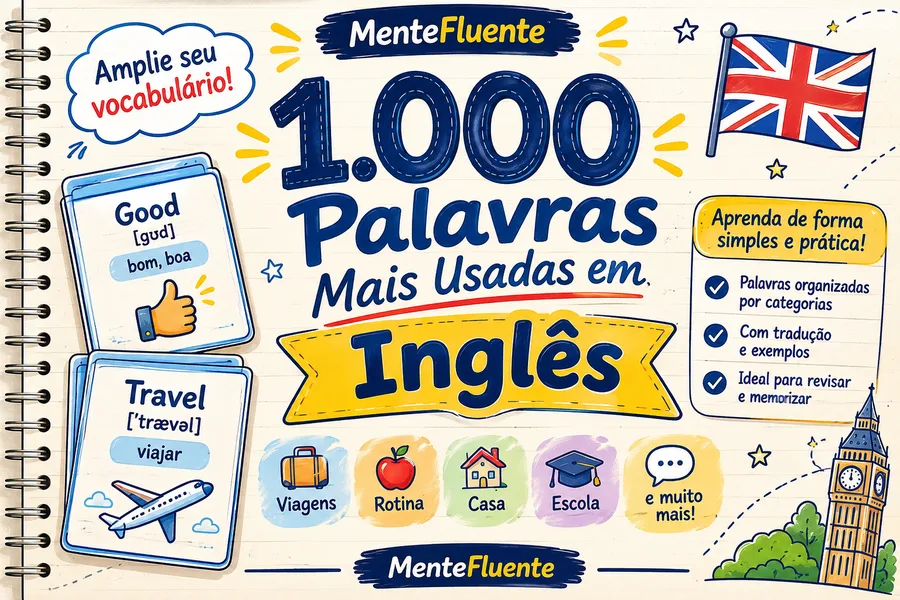 MenteFluente
Amplie seu
vocabulário!
1.000
Palavras
Mais Usadas em
Inglês
Good
[gʊd]
bom, boa
Travel
['trævəl]
viajar
Aprenda de forma
simples e prática!
Palavras organizadas
por categorias
Com tradução
e exemplos
Ideal para revisar
e memorizar
Viagens
Rotina
Casa
Escola
e muito
mais!
MenteFluente